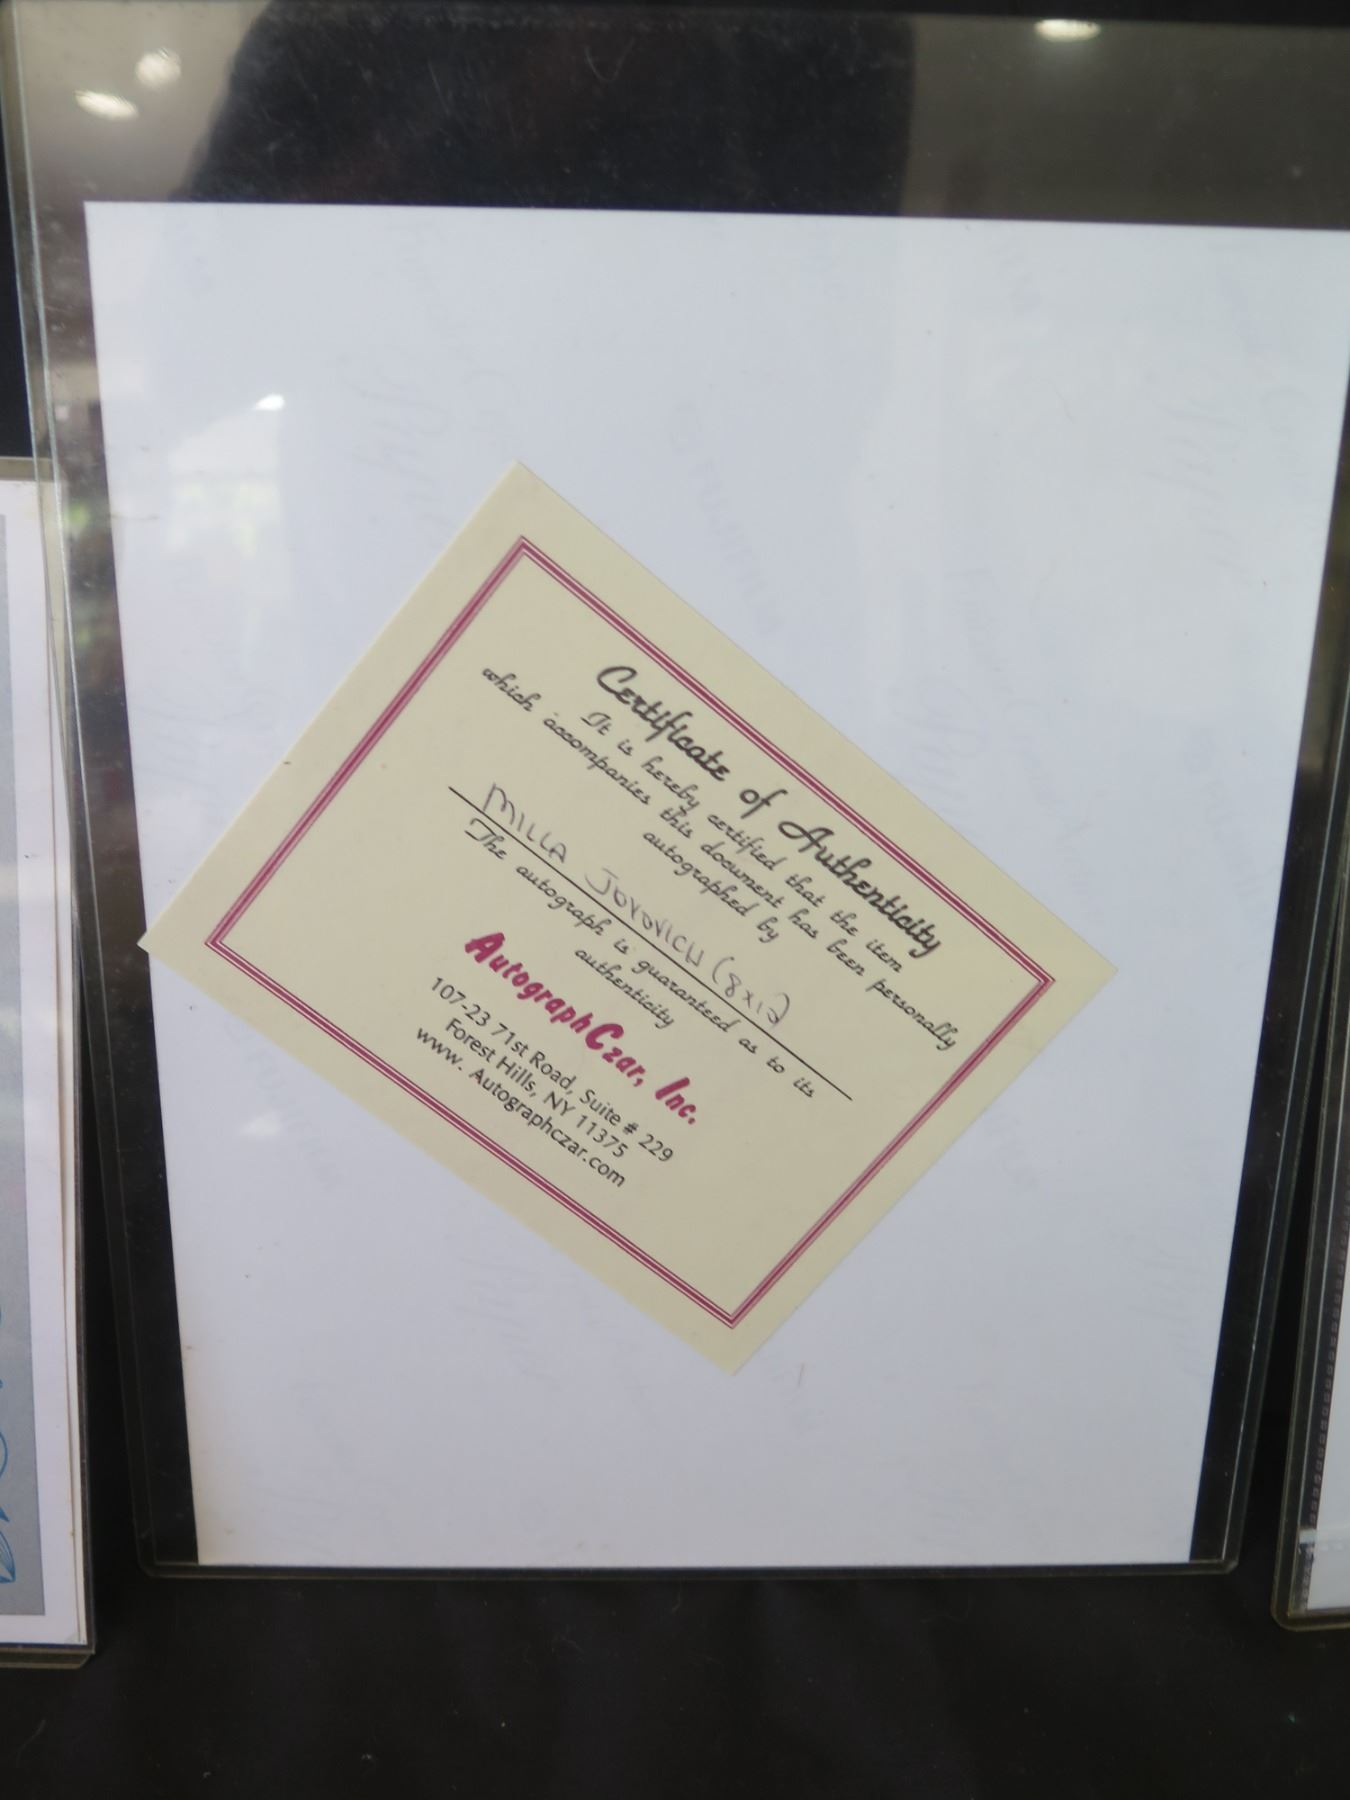 Certificate of Authenticity
It is hereby certified that the item
which accompanies this document has been personally
autographed by
MILLA JOVOVICH (8x12)
The autograph is guaranteed as to its
authenticity
AutographCzar, Inc.
107-23 71st Road, Suite # 229
Forest Hills, NY 11375
www. Autographczar.com